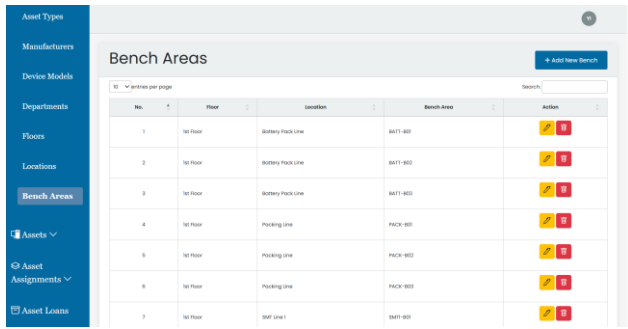 Asset Types
Manufacturers
Device Models
Departments
Floors
Locations
Bench Areas
Assets
Asset
Assignments
Asset Loans
Bench Areas
+ Add New Bench
10 entries per page
Search:
No. Floor Location Bench Area Action
1 1st Floor Battery Pack Line BATT-B01
2 1st Floor Battery Pack Line BATT-B02
3 1st Floor Battery Pack Line BATT-B03
4 1st Floor Packing Line PACK-B01
5 1st Floor Packing Line PACK-B02
6 1st Floor Packing Line PACK-B03
7 1st Floor SMT Line 1 SMT1-B01